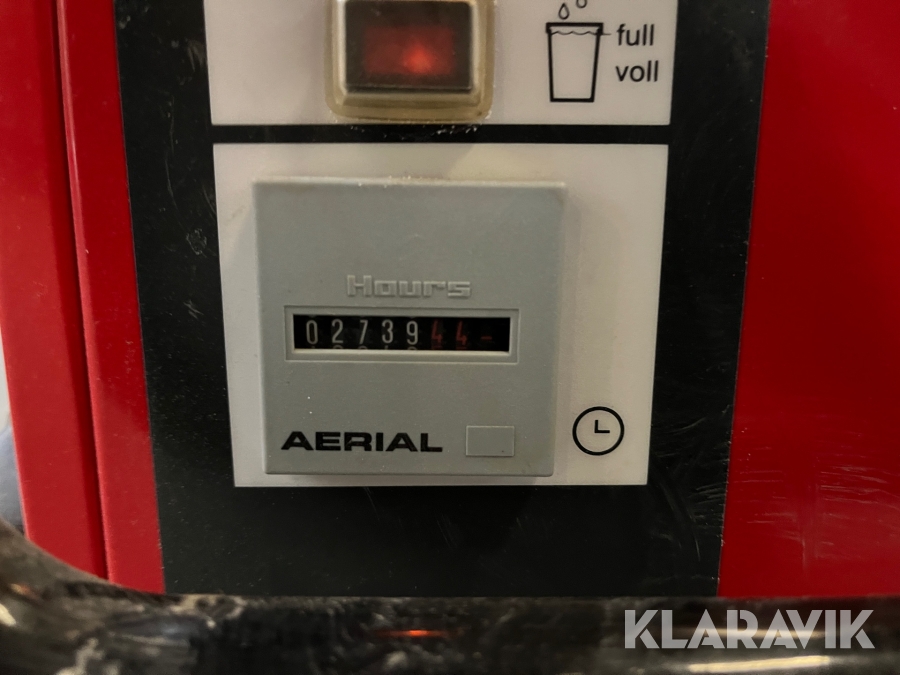 full
voll
Hours
0273944
AERIAL
KLARAVIK